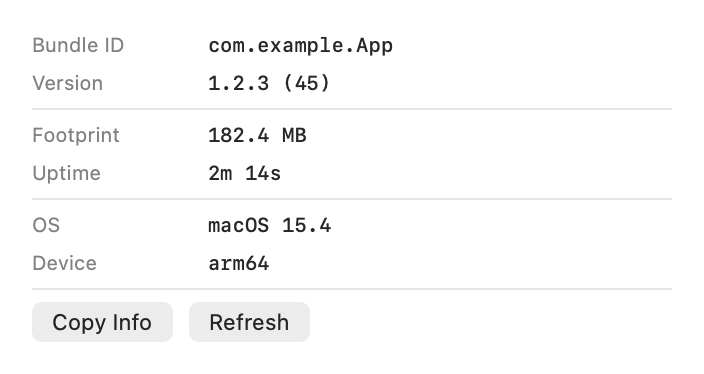 Bundle ID com.example.App
Version 1.2.3 (45)
Footprint 182.4 MB
Uptime 2m 14s
OS macOS 15.4
Device arm64
Copy Info Refresh